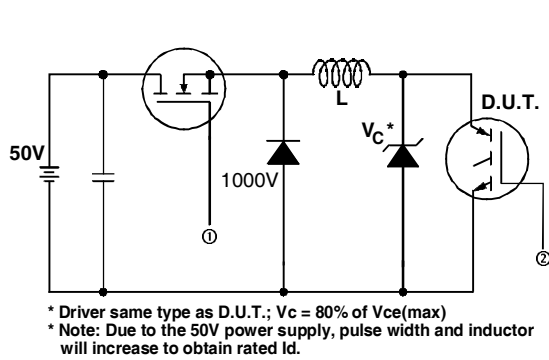 50V
1000V
L
VC *
D.U.T.
①
②
* Driver same type as D.U.T.; Vc = 80% of Vce(max)
* Note: Due to the 50V power supply, pulse width and inductor
will increase to obtain rated Id.